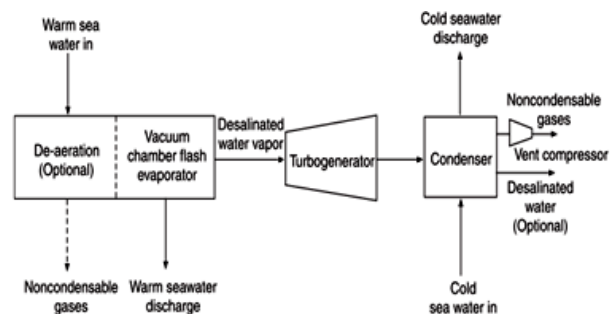 Warm sea
water in
De-aeration
(Optional)
Vacuum
chamber flash
evaporator
Desalinated
water vapor
Turbogenerator
Cold seawater
discharge
Condenser
Noncondensable
gases
Vent compressor
Desalinated
water
(Optional)
Noncondensable
gases
Warm seawater
discharge
Cold
sea water in